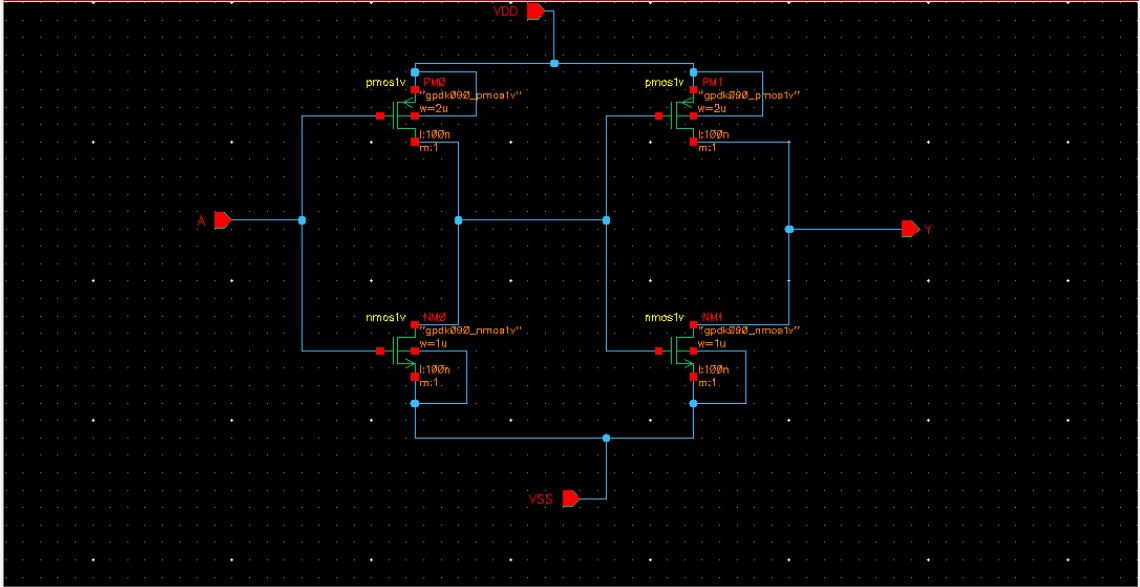 VDD
pmos1v PM0
"gpdk090_pmos1v"
w=2u
l:100n
m:1
pmos1v PM1
"gpdk090_pmos1v"
w=2u
l:100n
m:1
A
Y
nmos1v NM0
"gpdk090_nmos1v"
w=1u
l:100n
m:1
nmos1v NM1
"gpdk090_nmos1v"
w=1u
l:100n
m:1
VSS